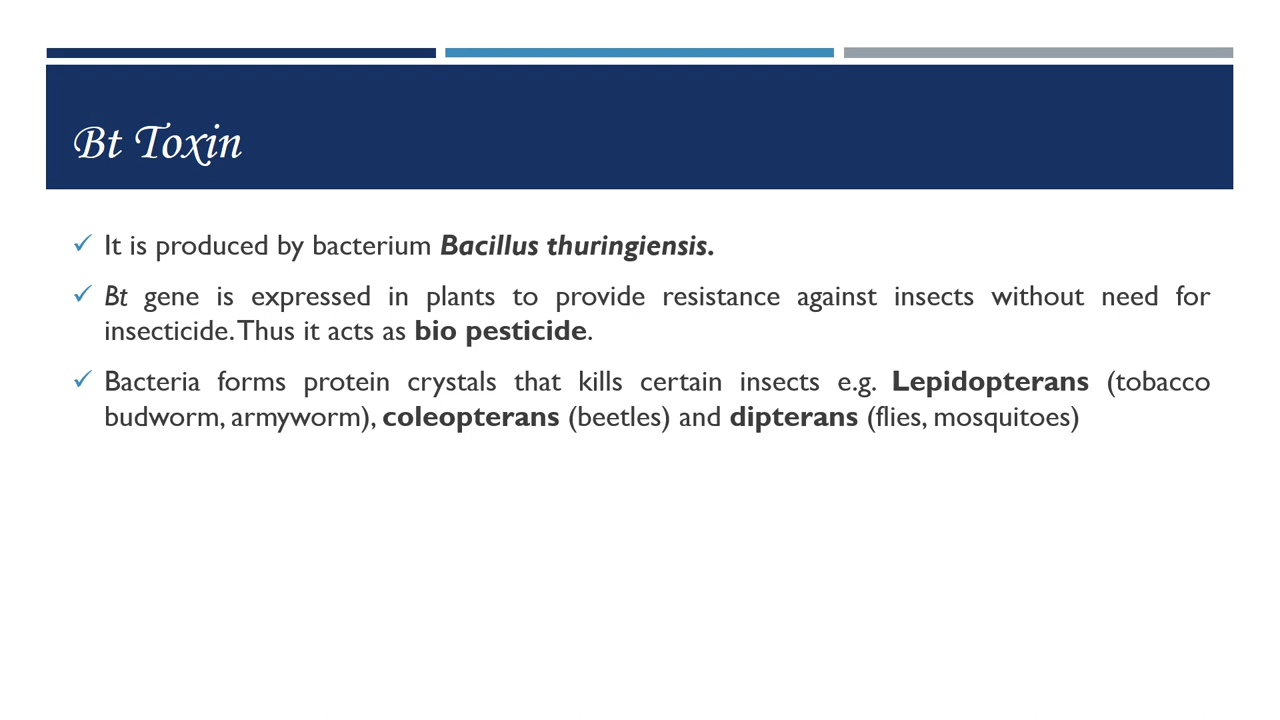 Bt Toxin
✓ It is produced by bacterium Bacillus thuringiensis.
✓ Bt gene is expressed in plants to provide resistance against insects without need for
insecticide. Thus it acts as bio pesticide.
✓ Bacteria forms protein crystals that kills certain insects e.g. Lepidopterans (tobacco
budworm, armyworm), coleopterans (beetles) and dipterans (flies, mosquitoes)